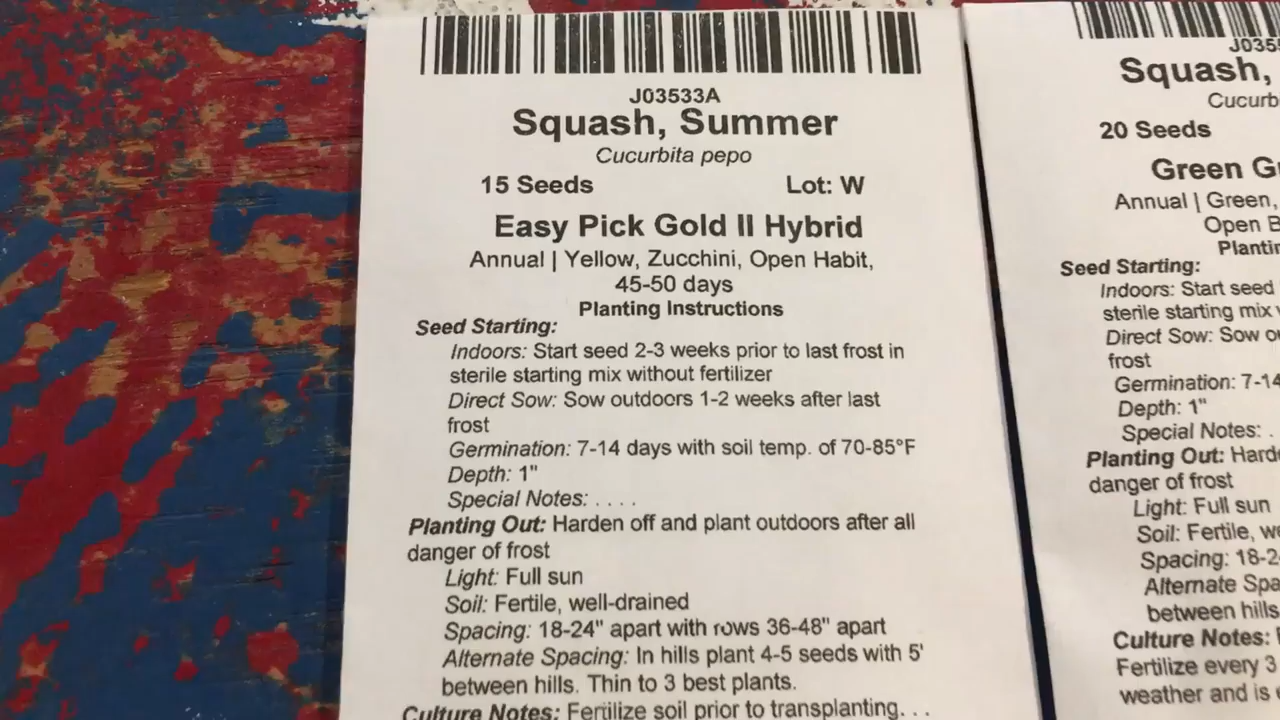 J03533A
Squash, Summer
Cucurbita pepo
15 Seeds Lot: W
Easy Pick Gold II Hybrid
Annual | Yellow, Zucchini, Open Habit,
45-50 days
Planting Instructions
Seed Starting:
Indoors: Start seed 2-3 weeks prior to last frost in
sterile starting mix without fertilizer
Direct Sow: Sow outdoors 1-2 weeks after last
frost
Germination: 7-14 days with soil temp. of 70-85°F
Depth: 1"
Special Notes: . . . .
Planting Out: Harden off and plant outdoors after all
danger of frost
Light: Full sun
Soil: Fertile, well-drained
Spacing: 18-24" apart with rows 36-48" apart
Alternate Spacing: In hills plant 4-5 seeds with 5'
between hills. Thin to 3 best plants.
Culture Notes: Fertilize soil prior to transplanting. . .
Squash,
20 Seeds
Green
Annual | Green,
Open
Seed Starting:
Indoors: Start seed
sterile starting mix
Direct Sow: Sow
frost
Germination: 7-14
Depth: 1"
Special Notes: .
Planting Out:
danger of frost
Light: Full sun
Soil: Fertile,
Spacing:
Alternate
between hills
Culture Notes:
Fertilize every 3
weather and is